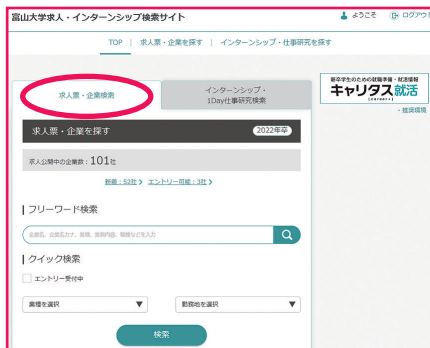 富山大学求人・インターンシップ検索サイト
ようこそ ログアウト
TOP | 求人票・企業を探す | インターンシップ・仕事研究を探す
求人票・企業検索
インターンシップ・
1Day仕事研究検索
新卒学生のための就職準備・就活情報
キャリタス就活
・推奨環境
求人票・企業を探す 2022年卒
求人公開中の企業数：101社
新着：52社 エントリー可能：3社
フリーワード検索
企業名、企業名カナ、業種、事業内容、職種などを入力
クイック検索
エントリー受付中
業種を選択 ▼ 勤務地を選択 ▼
検索